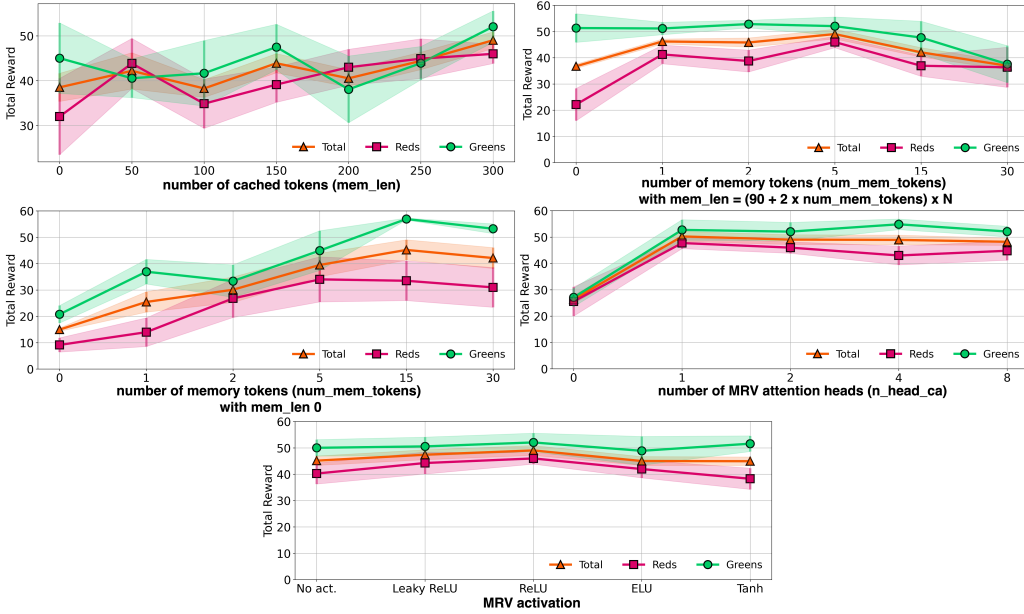 Total Reward
50
40
30
Total Reds Greens
0 50 100 150 200 250 300
number of cached tokens (mem_len)
Total Reward
60
50
40
30
20
10
0
Total Reds Greens
0 1 2 5 15 30
number of memory tokens (num_mem_tokens)
with mem_len = (90 + 2 x num_mem_tokens) x N
Total Reward
60
50
40
30
20
10
0
Total Reds Greens
0 1 2 5 15 30
number of memory tokens (num_mem_tokens)
with mem_len 0
Total Reward
60
50
40
30
20
10
0
Total Reds Greens
0 1 2 4 8
number of MRV attention heads (n_head_ca)
Total Reward
60
50
40
30
20
10
0
Total Reds Greens
No act. Leaky ReLU ReLU ELU Tanh
MRV activation